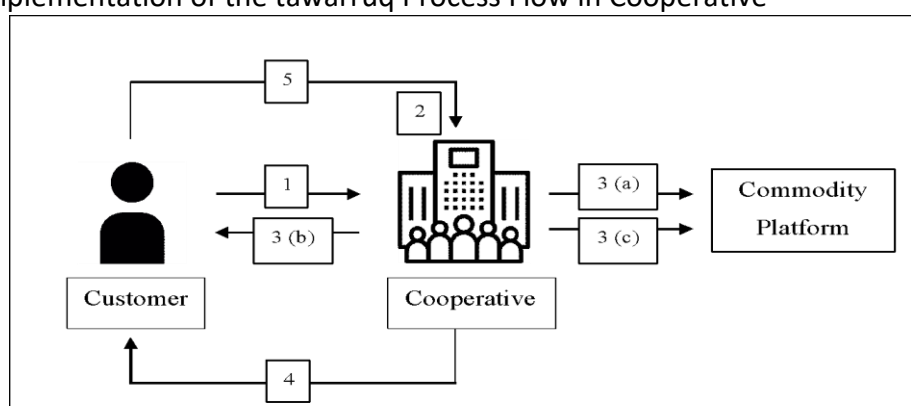 Implementation of the tawarruq Process Flow in Cooperative
5
2
1
3 (a)
Commodity
Platform
3 (b)
3 (c)
Customer
Cooperative
4